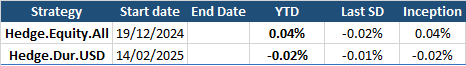 Strategy Start date End Date YTD Last SD Inception
Hedge.Equity.All 19/12/2024 0.04% -0.02% 0.04%
Hedge.Dur.USD 14/02/2025 -0.02% -0.01% -0.02%